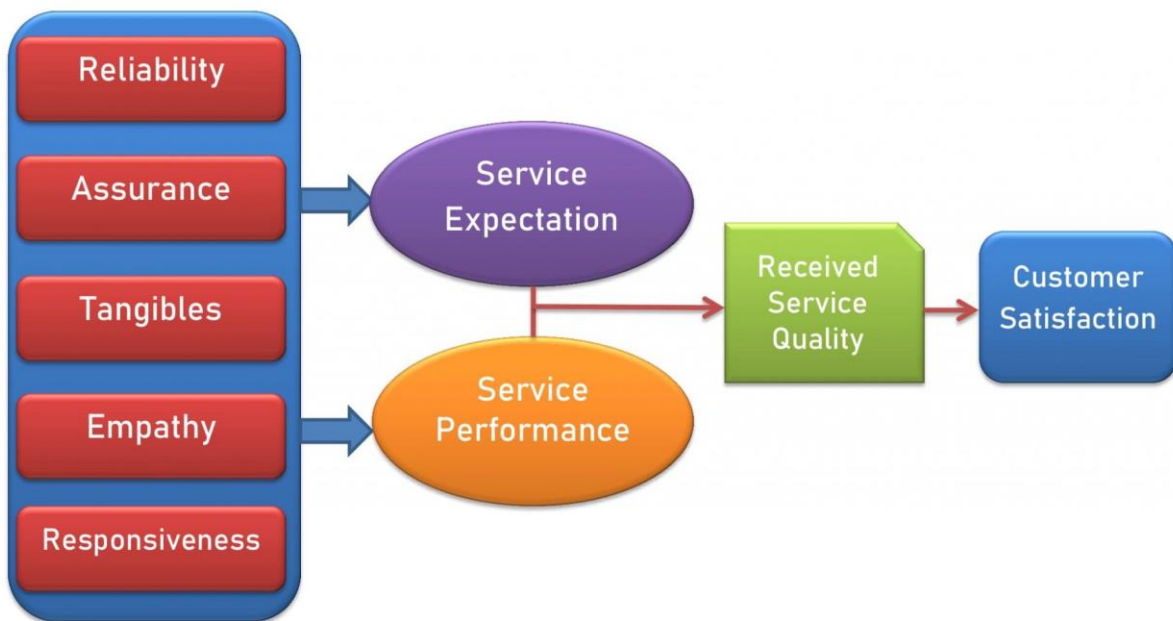 Reliability
Assurance
Tangibles
Empathy
Responsiveness
Service
Expectation
Service
Performance
Received
Service
Quality
Customer
Satisfaction